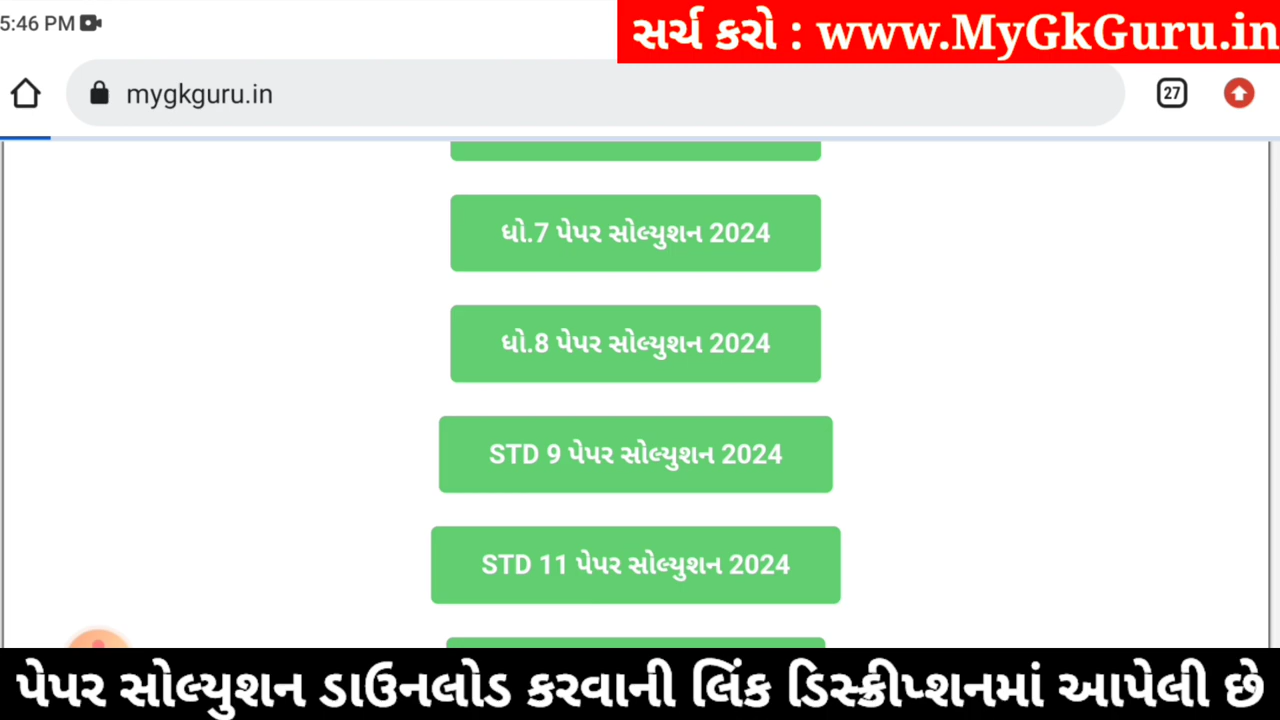 5:46 PM
સર્ચ કરો : www.MyGkGuru.in
mygkguru.in
27
ધો.7 પેપર સોલ્યુશન 2024
ધો.8 પેપર સોલ્યુશન 2024
STD 9 પેપર સોલ્યુશન 2024
STD 11 પેપર સોલ્યુશન 2024
પેપર સોલ્યુશન ડાઉનલોડ કરવાની લિંક ડિસ્ક્રીપ્શનમાં આપેલી છે